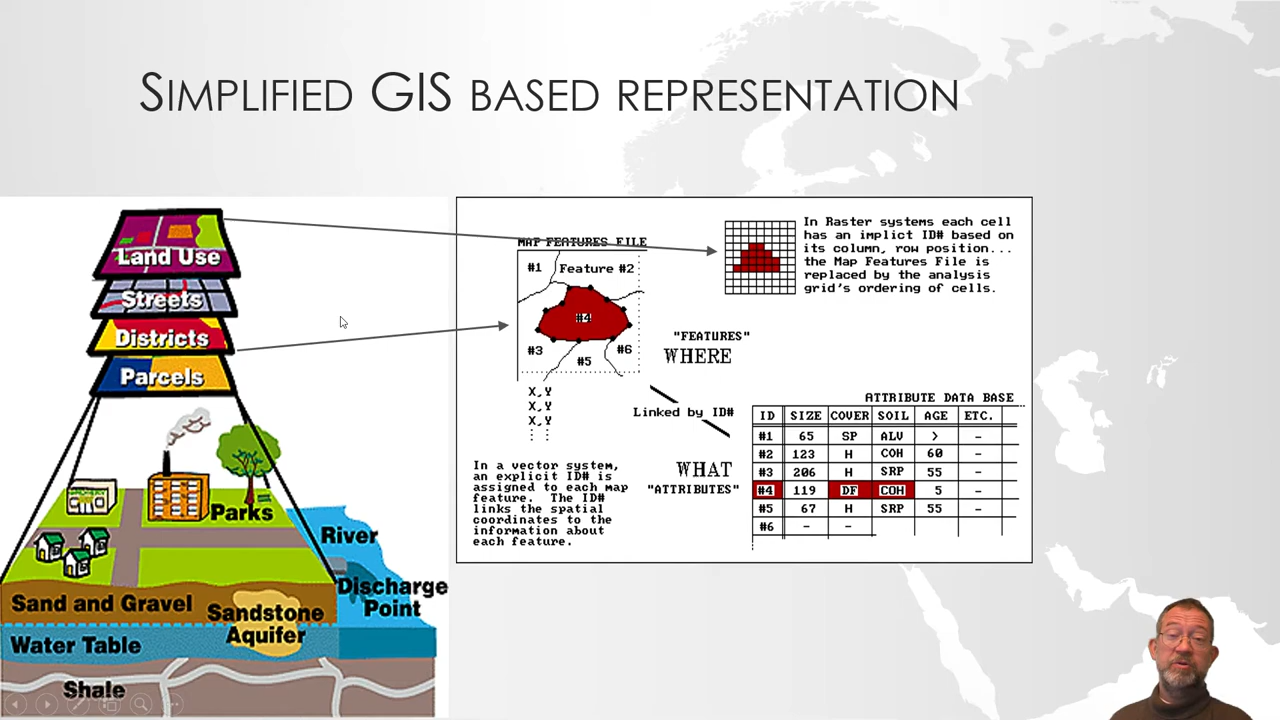 SIMPLIFIED GIS BASED REPRESENTATION
Land Use
Streets
Districts
Parcels
Parks
River
Discharge
Point
Sand and Gravel
Sandstone
Aquifer
Water Table
Shale
MAP FEATURES FILE
#1 Feature #2
#4
#3 #5 #6
X,Y
X,Y
X,Y
: :
In a vector system,
an explicit ID# is
assigned to each map
feature. The ID#
links the spatial
coordinates to the
information about
each feature.
In Raster systems each cell
has an implict ID# based on
its column, row position...
the Map Features File is
replaced by the analysis
grid's ordering of cells.
"FEATURES"
WHERE
Linked by ID#
WHAT
"ATTRIBUTES"
ATTRIBUTE DATA BASE
ID SIZE COVER SOIL AGE ETC.
#1 65 SP ALV > –
#2 123 H COH 60 –
#3 206 H SRP 55 –
#4 119 DF COH 5 –
#5 67 H SRP 55 –
#6 – –